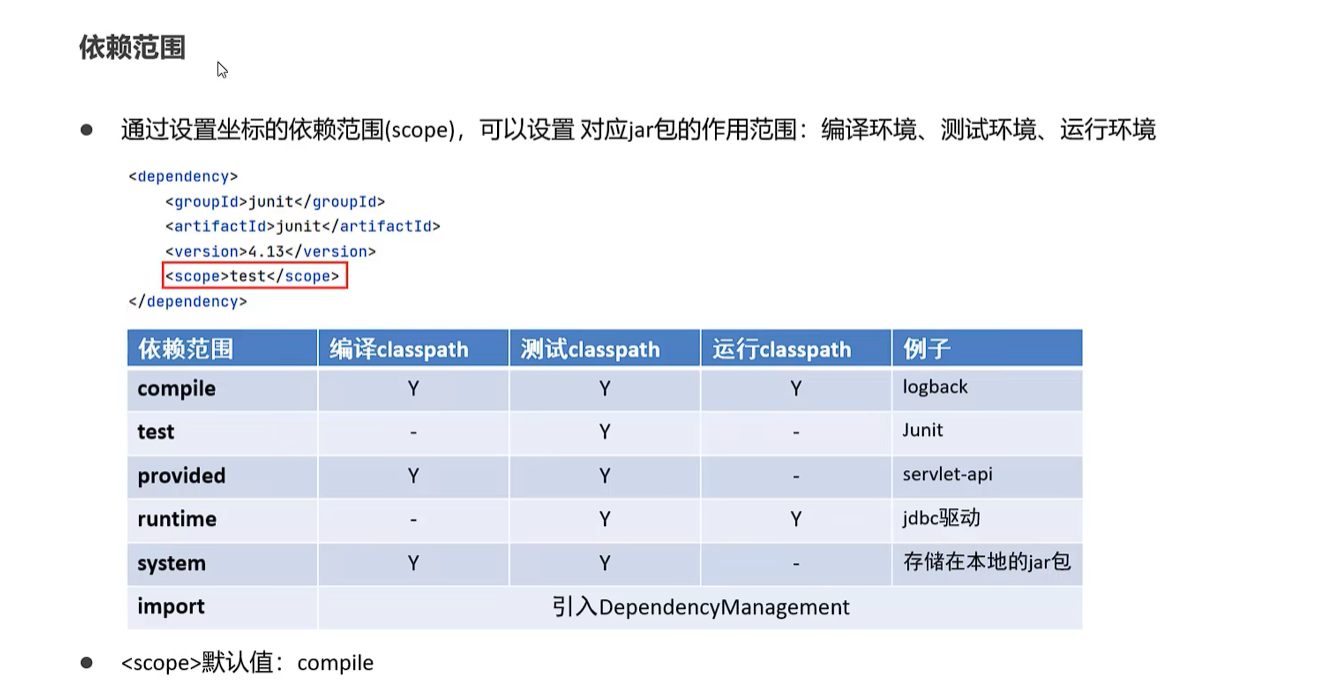 依赖范围
● 通过设置坐标的依赖范围(scope)，可以设置 对应jar包的作用范围：编译环境、测试环境、运行环境
<dependency>
<groupId>junit</groupId>
<artifactId>junit</artifactId>
<version>4.13</version>
<scope>test</scope>
</dependency>
依赖范围 编译classpath 测试classpath 运行classpath 例子
compile Y Y Y logback
test - Y - Junit
provided Y Y - servlet-api
runtime - Y Y jdbc驱动
system Y Y - 存储在本地的jar包
import 引入DependencyManagement
● <scope>默认值：compile